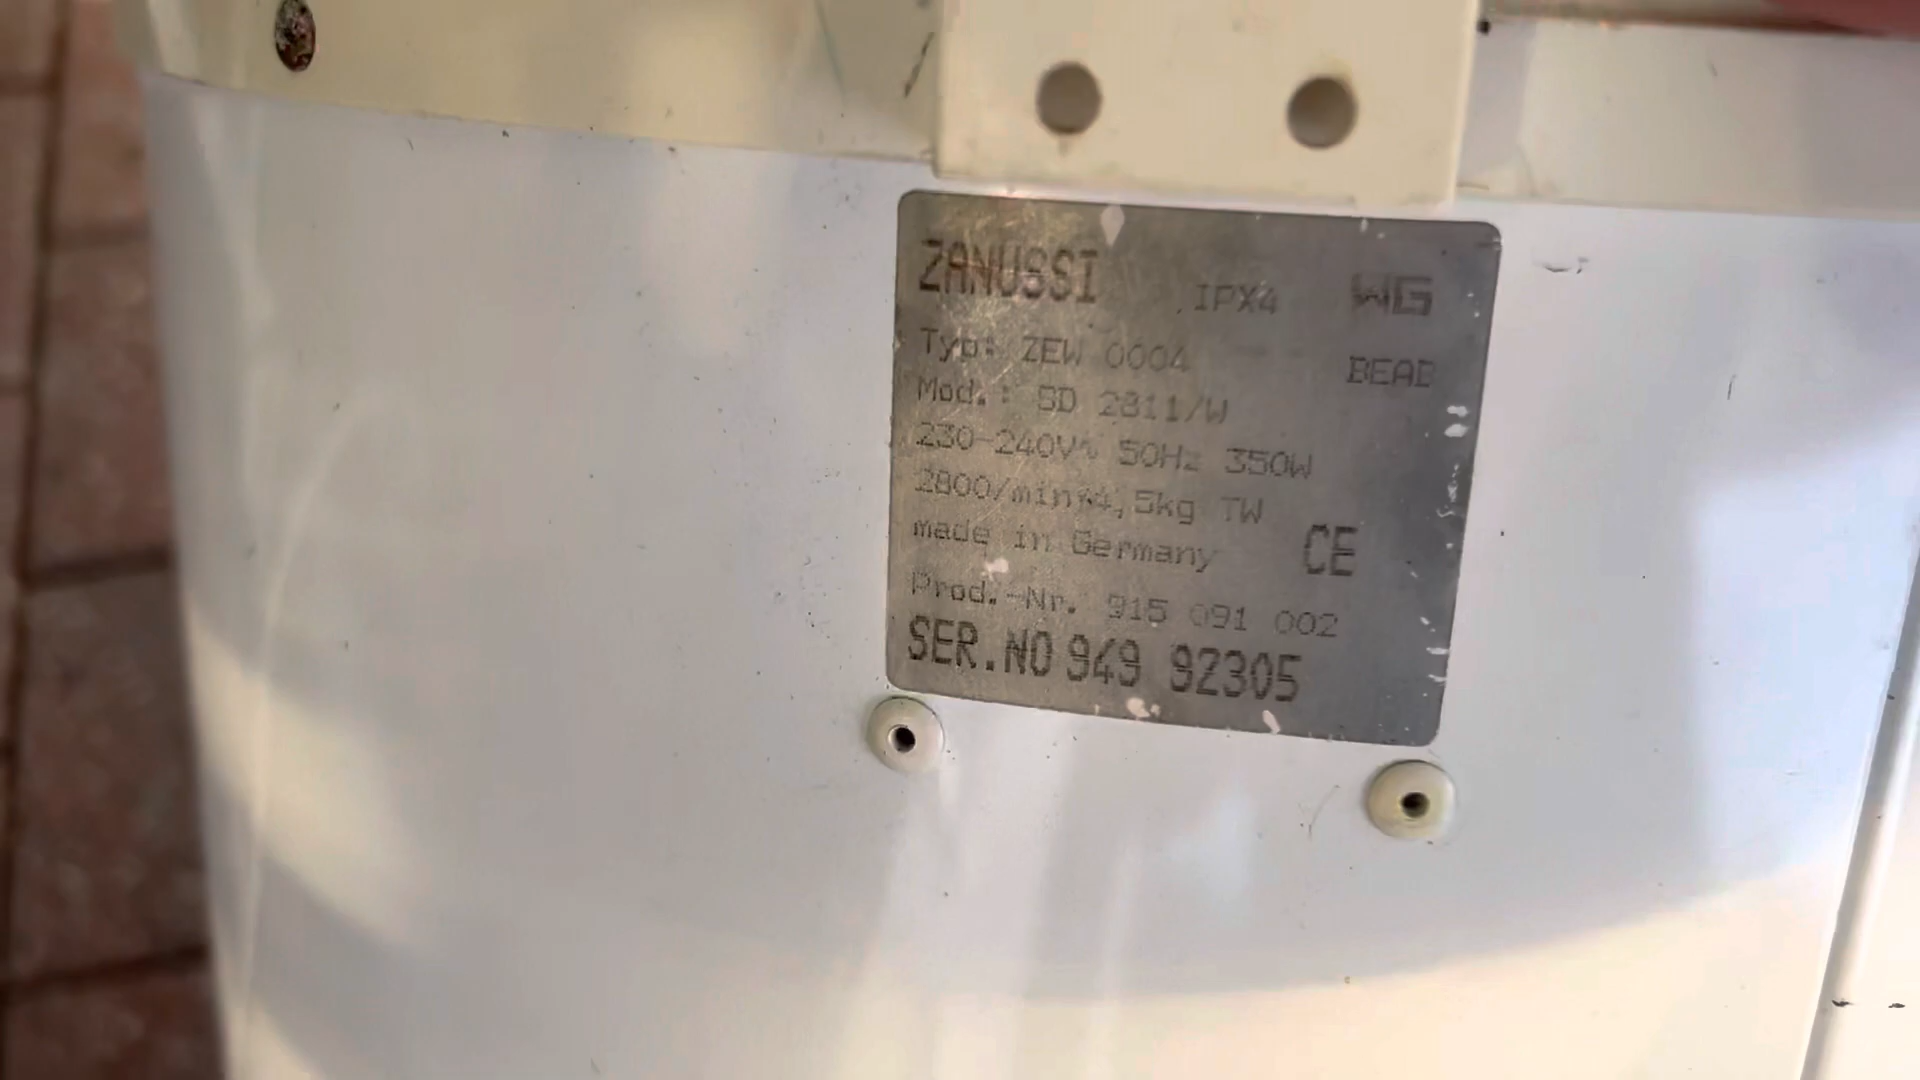 ZANUSSI IPX4 WG
Typ: ZEW 0004 BEAB
Mod.: SD 2811/W
230-240V~ 50Hz 350W
2800/min 4,5kg TW
made in Germany CE
Prod.-Nr. 915 091 002
SER.NO 949 92305